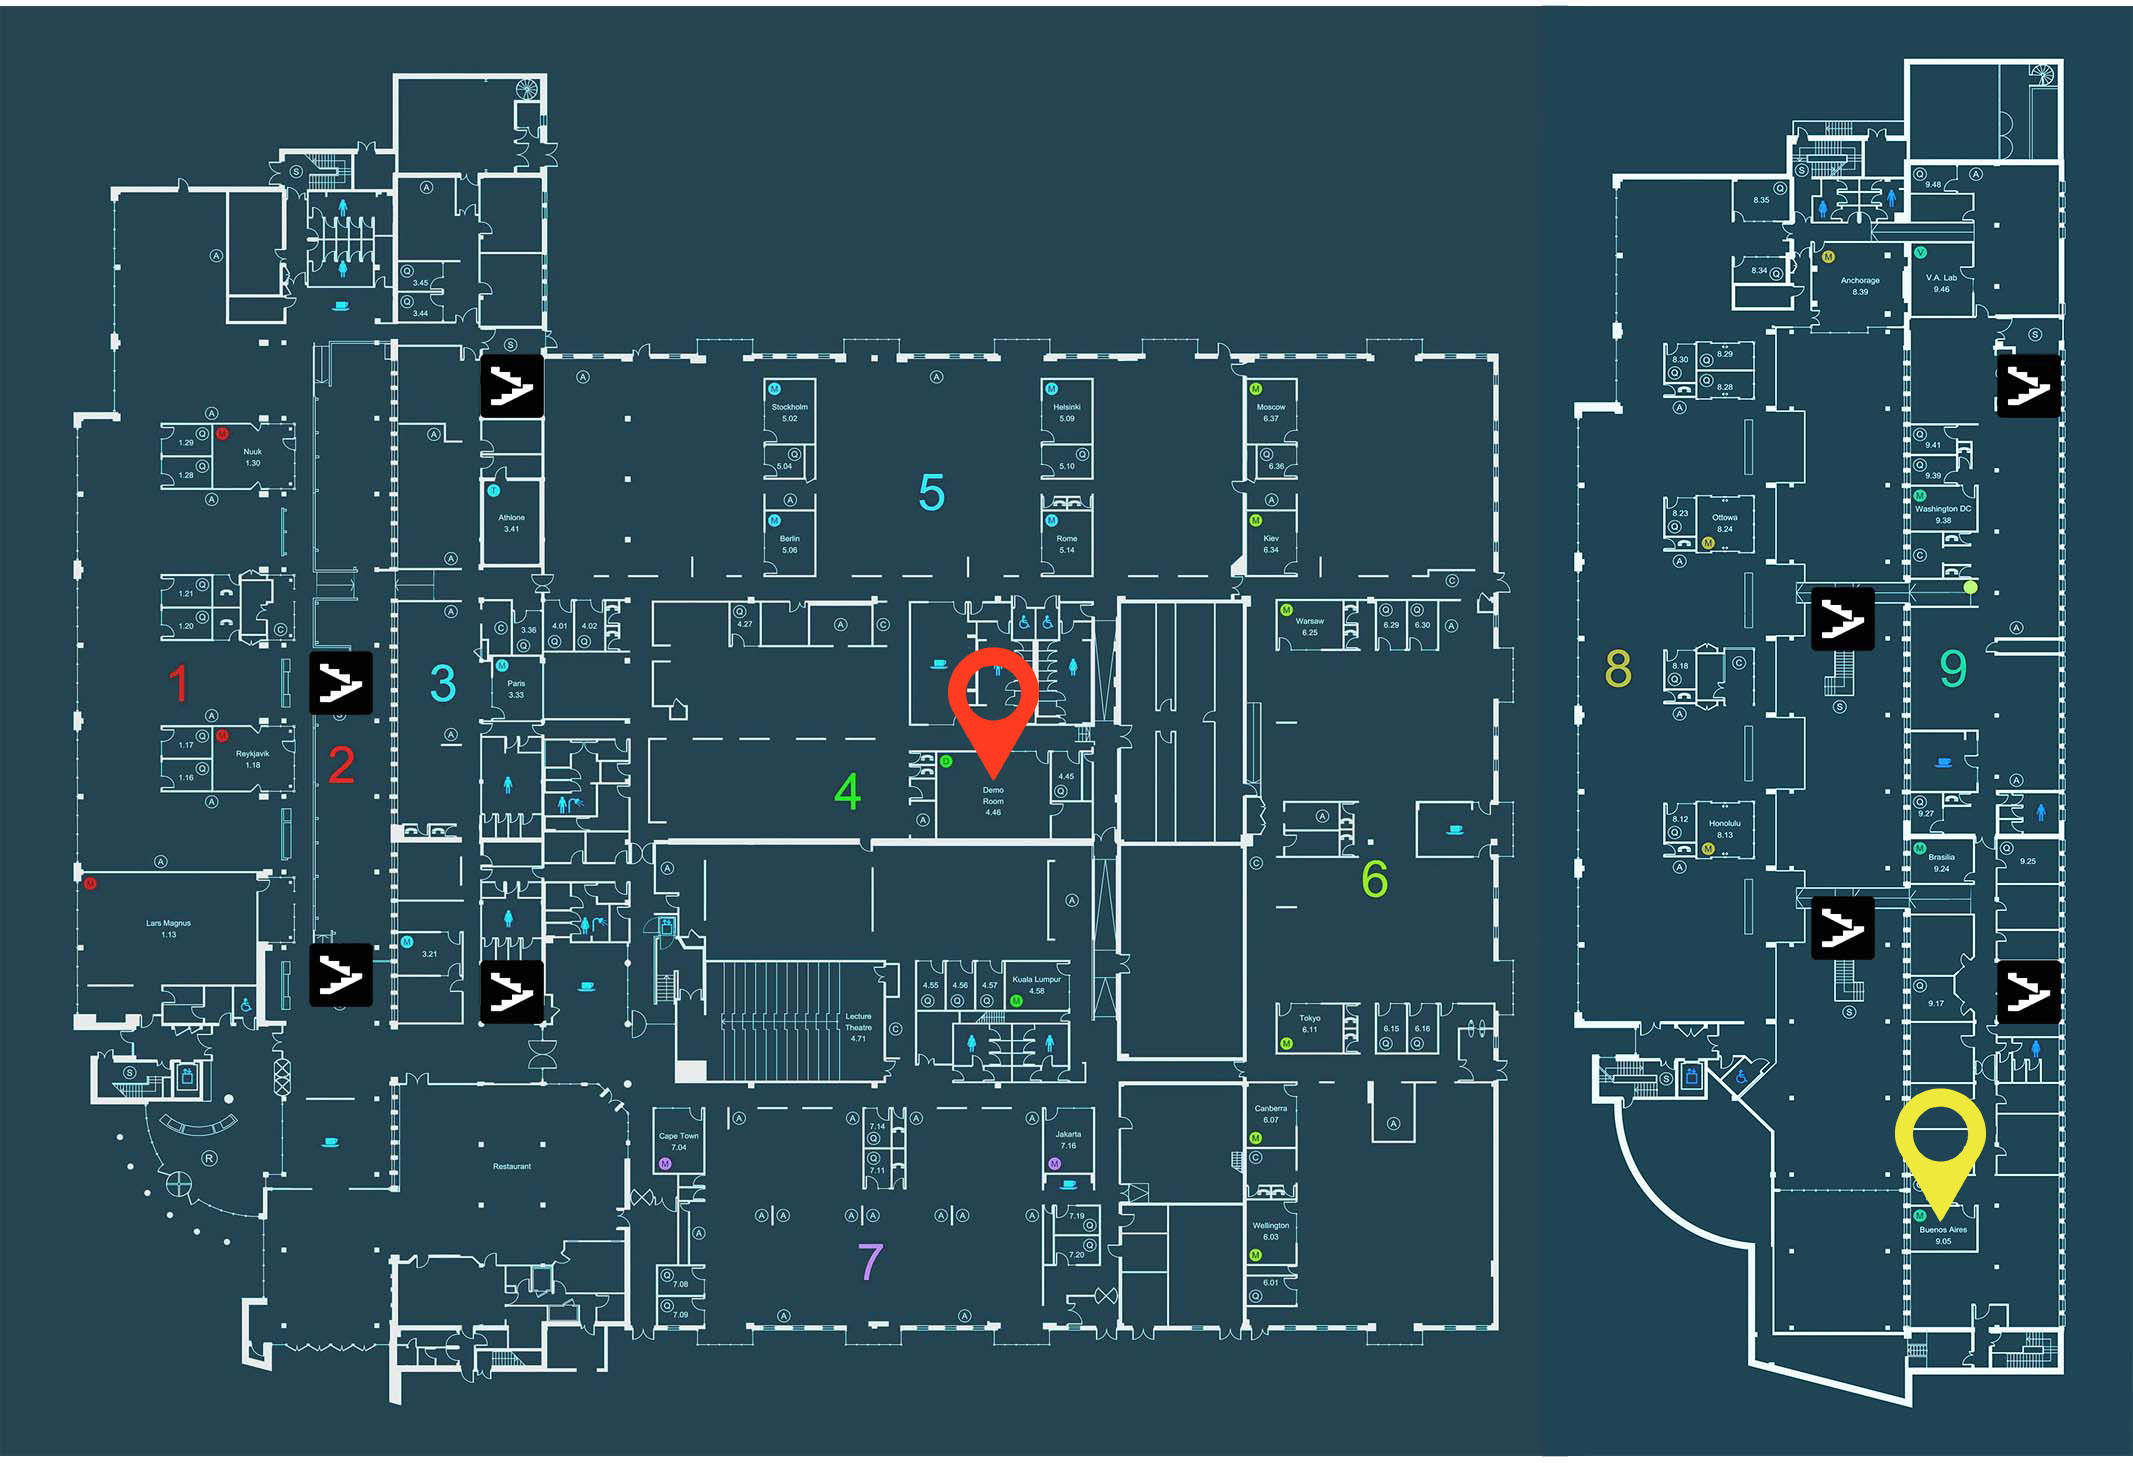 S
A
A
Q
3.45
Q
3.44
S
A
A
A
1.29
Q
M
Nuuk
1.30
1.28
Q
A
A
T
Athlone
3.41
A
M
Stockholm
5.02
Q
5.04
A
M
Berlin
5.06
A
5
M
Helsinki
5.09
Q
5.10
M
Rome
5.14
M
Moscow
6.37
Q
6.36
A
M
Kiev
6.34
C
1.21
Q
1.20
Q
C
1
A
1.17
Q
M
Reykjavik
1.18
1.16
Q
A
2
A
3
A
C
3.36
Q
4.01
Q
4.02
Q
M
Paris
3.33
Q
4.27
A
C
4
D
Demo
Room
4.46
4.45
Q
A
M
Warsaw
6.25
Q
6.29
Q
6.30
A
A
C
6
A
M
Lars Magnus
1.13
M
3.21
A
A
4.55
Q
4.56
Q
4.57
Q
Kuala Lumpur
4.58
M
Lecture
Theatre
4.71
C
Tokyo
6.11
M
6.15
Q
6.16
Q
S
R
Restaurant
Cape Town
7.04
M
A
A
7.14
Q
Q
7.11
A
A
Jakarta
7.16
M
Canberra
6.07
M
C
A
A
A
A
A
A
A
A
A
7.19
Q
Q
7.20
Wellington
6.03
M
7
Q
7.08
Q
7.09
A
A
6.01
Q
S
8.35
Q
8.34
Q
M
Anchorage
8.39
Q
9.48
A
V
V.A. Lab
9.46
S
8.30
Q
Q
8.29
Q
8.28
A
Q
9.41
Q
9.39
M
Washington DC
9.38
C
8.23
Q
Ottowa
8.24
M
A
A
8
8.18
Q
C
A
S
9
A
8.12
Q
Honolulu
8.13
M
A
Q
9.27
M
Brasilia
9.24
Q
9.25
Q
9.17
S
S
M
Buenos Aires
9.05